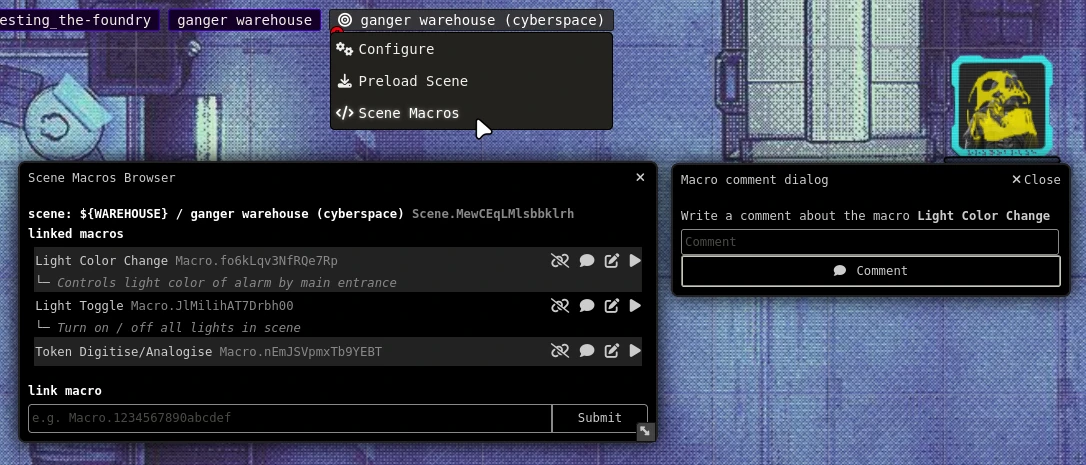 esting_the-foundry
ganger warehouse
ganger warehouse (cyberspace)
Configure
Preload Scene
Scene Macros
Scene Macros Browser
scene: ${WAREHOUSE} / ganger warehouse (cyberspace) Scene.MewCEqLMlsbbklrh
linked macros
Light Color Change Macro.fo6kLqv3NfRQe7Rp
└─ Controls light color of alarm by main entrance
Light Toggle Macro.JlMilihAT7Drbh00
└─ Turn on / off all lights in scene
Token Digitise/Analogise Macro.nEmJSVpmxTb9YEBT
link macro
e.g. Macro.1234567890abcdef
Submit
Macro comment dialog
Close
Write a comment about the macro Light Color Change
Comment
Comment